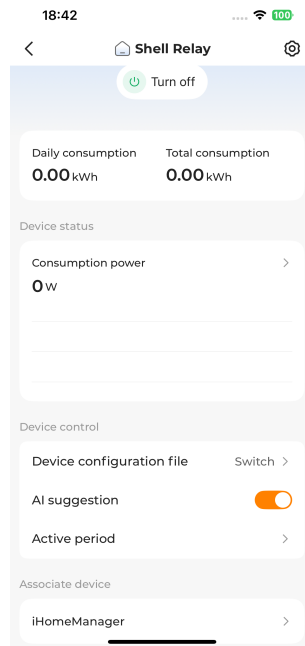 18:42
100
Shell Relay
Turn off
Daily consumption Total consumption
0.00 kWh 0.00 kWh
Device status
Consumption power
0 W
Device control
Device configuration file Switch
AI suggestion
Active period
Associate device
iHomeManager